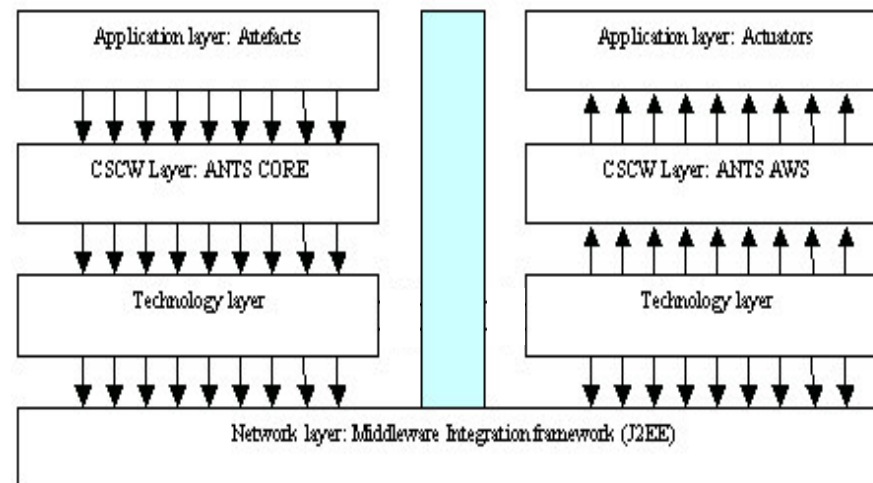 Application layer: Artefacts
Application layer: Actuators
CSCW Layer: ANTS CORE
CSCW Layer: ANTS AWS
Technology layer
Technology layer
Network layer: Middleware Integration framework (J2EE)